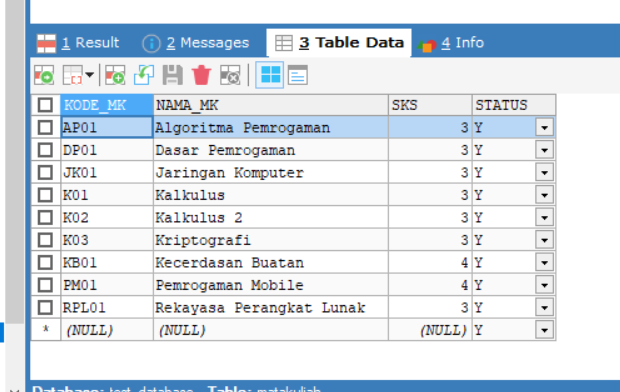 1 Result 2 Messages 3 Table Data 4 Info
KODE_MK NAMA_MK SKS STATUS
AP01 Algoritma Pemrogaman 3 Y
DP01 Dasar Pemrogaman 3 Y
JK01 Jaringan Komputer 3 Y
K01 Kalkulus 3 Y
K02 Kalkulus 2 3 Y
K03 Kriptografi 3 Y
KB01 Kecerdasan Buatan 4 Y
PM01 Pemrogaman Mobile 4 Y
RPL01 Rekayasa Perangkat Lunak 3 Y
* (NULL) (NULL) (NULL) Y
Database: test_database Table: matakuliah